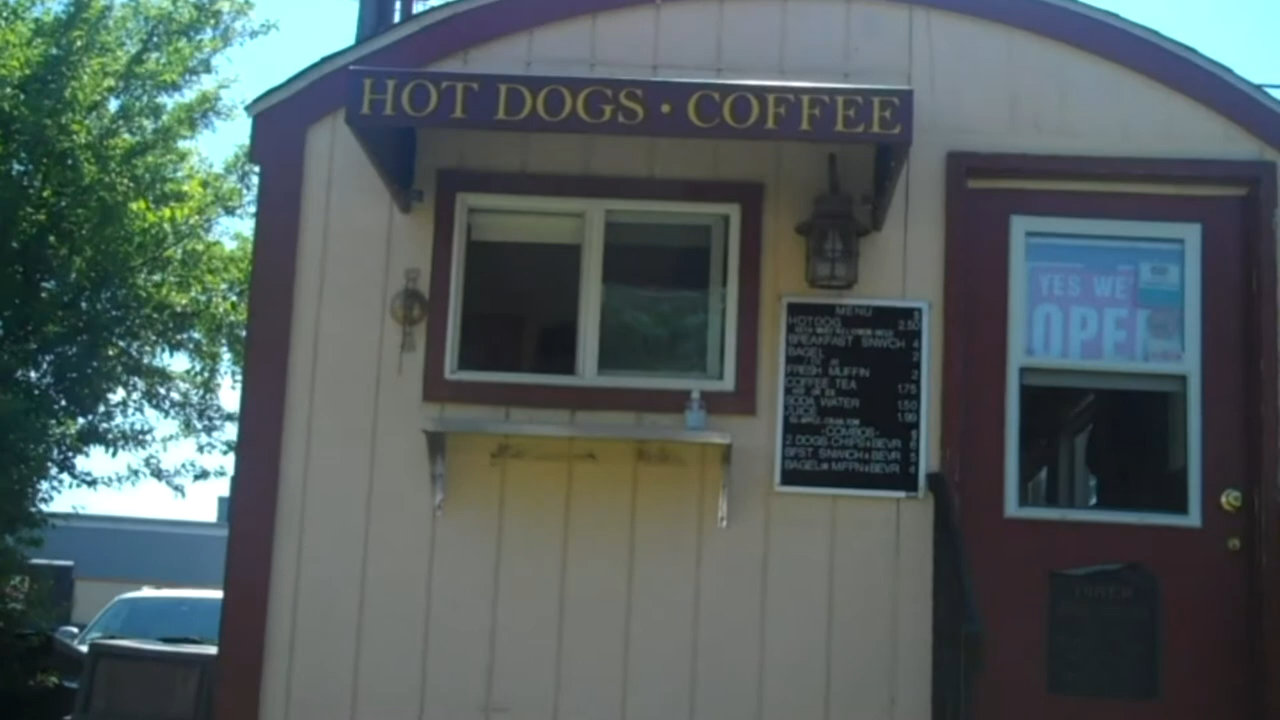 HOT DOGS · COFFEE
YES WE'
OPE
MENU
HOTDOG 2.50
BREAKFAST SNWCH 4
BAGEL 2
FRESH MUFFIN 2
COFFEE TEA 1.75
SODA WATER 1.50
JUICE 1.99
-COMBOS-
2 DOGS+CHIPS+BEVR
BFST SNWCH+BEVR 5
BAGEL MFFN+BEVR 4